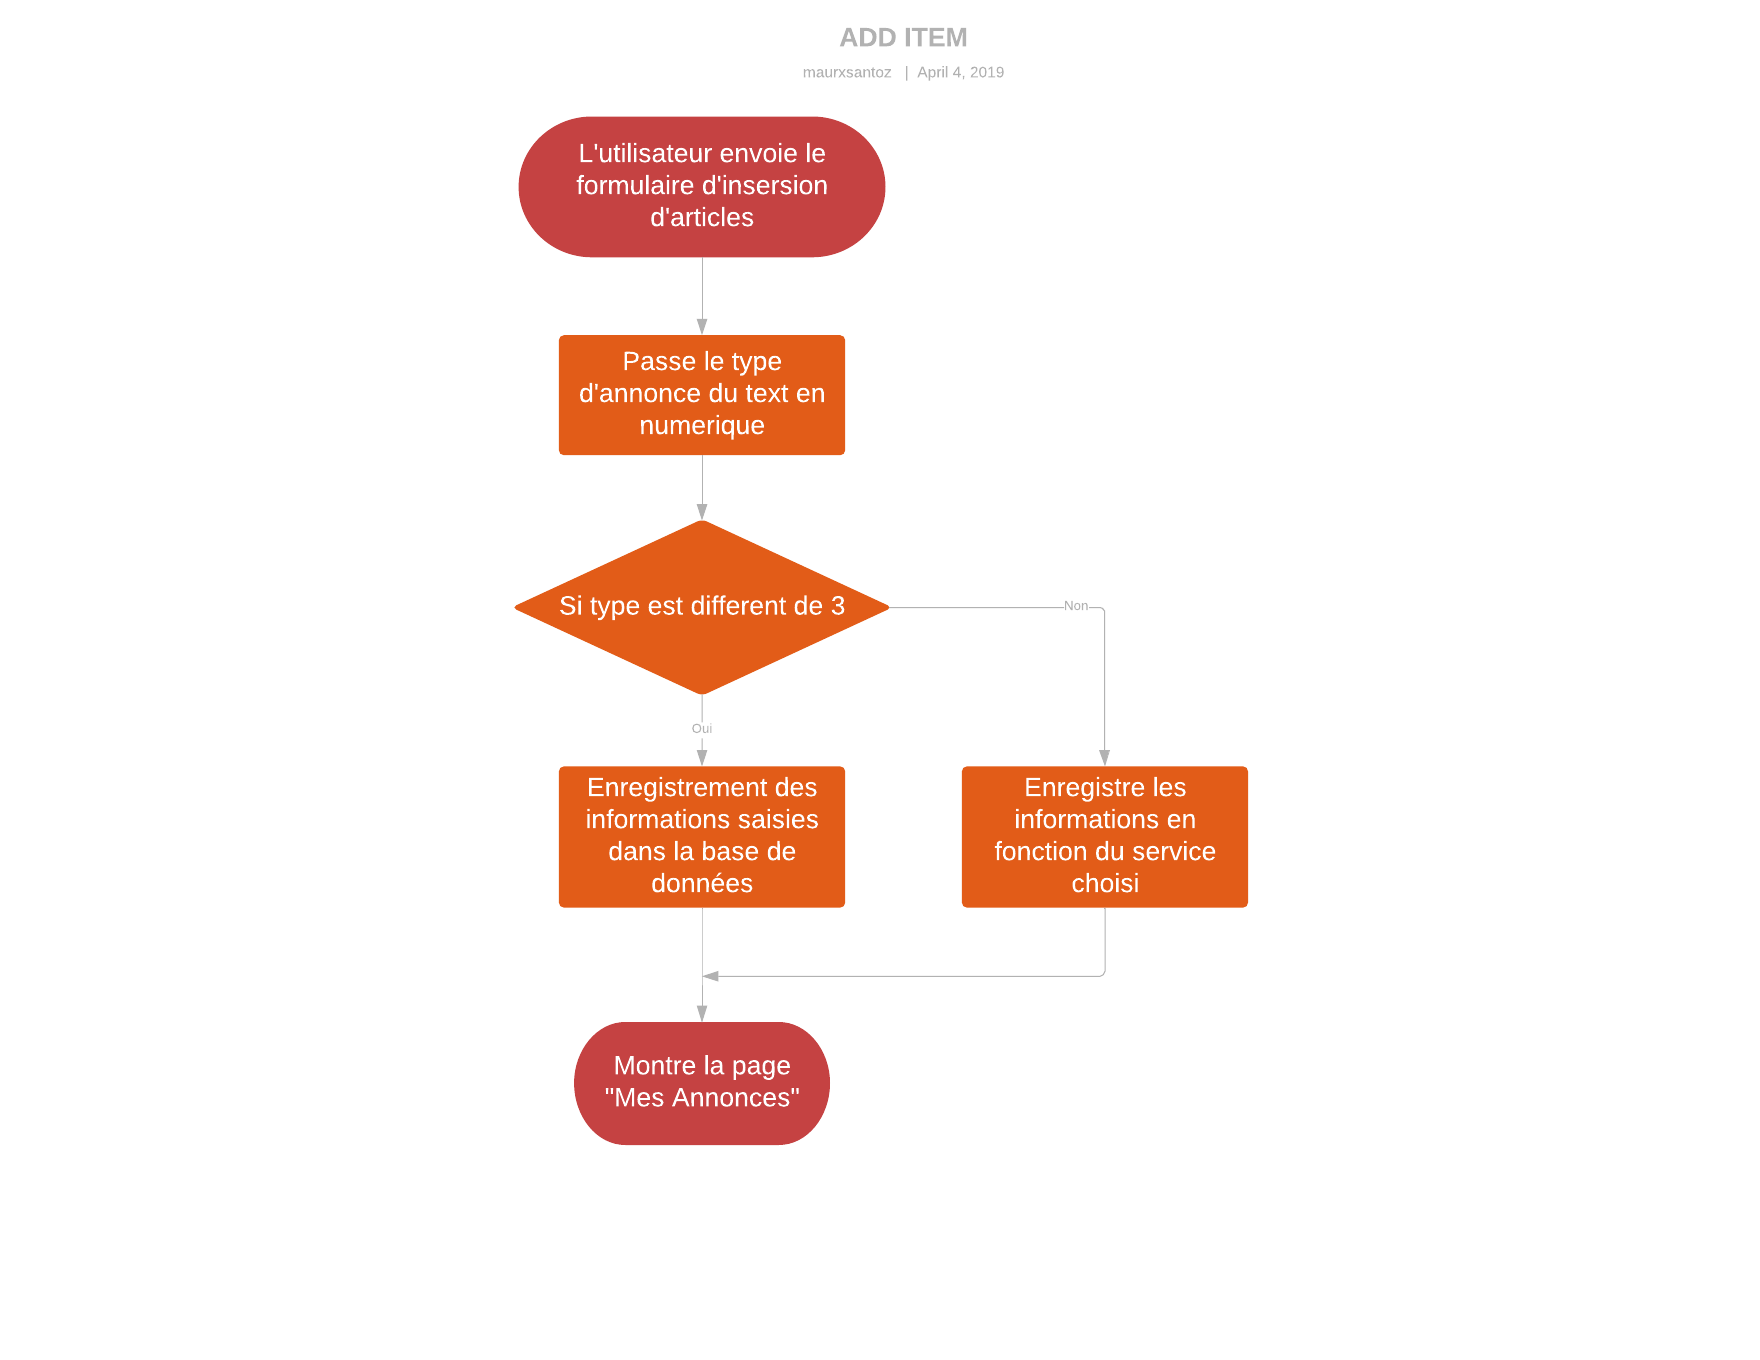 ADD ITEM
maurxsantoz | April 4, 2019
L'utilisateur envoie le
formulaire d'insersion
d'articles
Passe le type
d'annonce du text en
numerique
Si type est different de 3
Non
Oui
Enregistrement des
informations saisies
dans la base de
données
Enregistre les
informations en
fonction du service
choisi
Montre la page
"Mes Annonces"